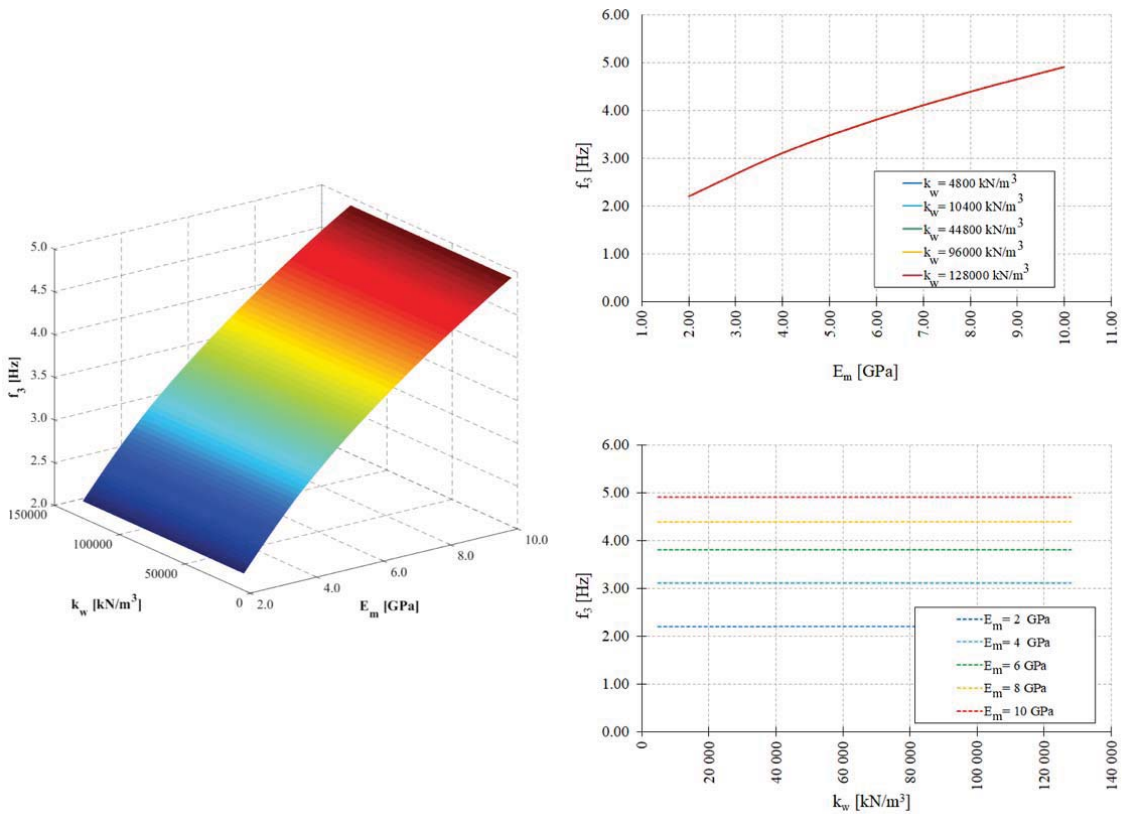 5.0
4.5
4.0
3.5
3.0
2.5
2.0
f3 [Hz]
150000
100000
50000
0
kw [kN/m3]
2.0
4.0
6.0
8.0
10.0
Em [GPa]
6.00
5.00
4.00
3.00
2.00
1.00
0.00
f3 [Hz]
kw= 4800 kN/m3
kw= 10400 kN/m3
kw= 44800 kN/m3
kw= 96000 kN/m3
kw= 128000 kN/m3
1.00
2.00
3.00
4.00
5.00
6.00
7.00
8.00
9.00
10.00
11.00
Em [GPa]
6.00
5.00
4.00
3.00
2.00
1.00
0.00
f3 [Hz]
Em= 2 GPa
Em= 4 GPa
Em= 6 GPa
Em= 8 GPa
Em= 10 GPa
0
20 000
40 000
60 000
80 000
100 000
120 000
140 000
kw [kN/m³]